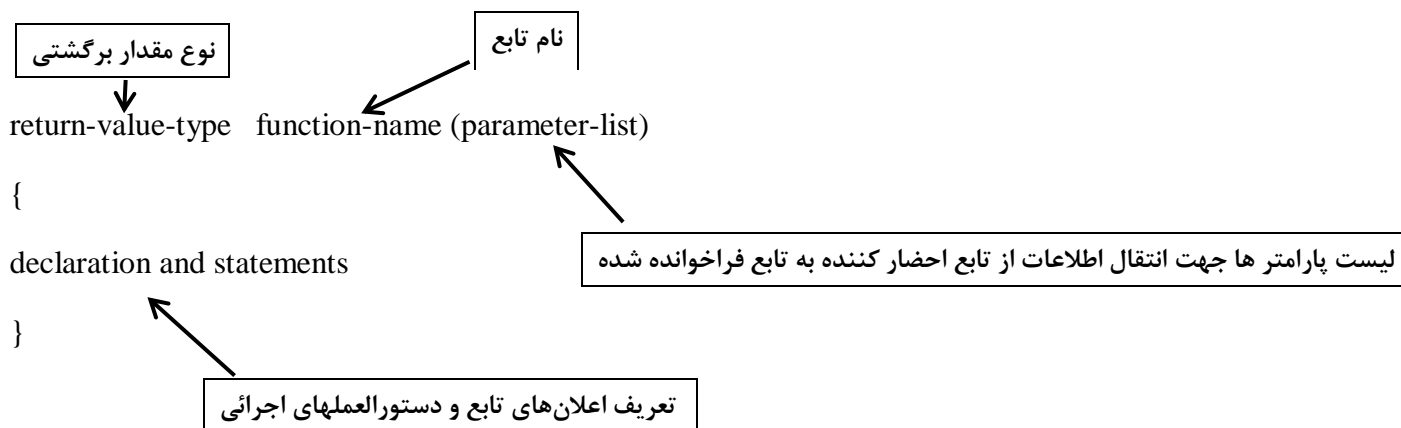 نام تابع
نوع مقدار برگشتی
return-value-type function-name (parameter-list)
{
declaration and statements
لیست پارامتر ها جهت انتقال اطلاعات از تابع احضار کننده به تابع فراخوانده شده
}
تعریف اعلان‌های تابع و دستورالعملهای اجرائی